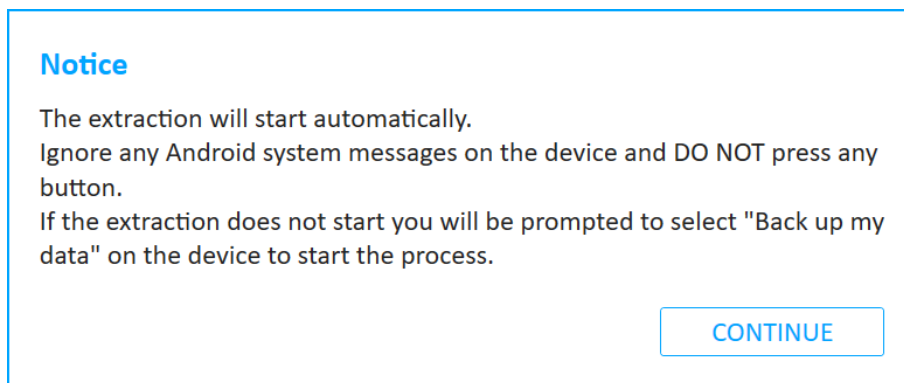 Notice
The extraction will start automatically.
Ignore any Android system messages on the device and DO NOT press any
button.
If the extraction does not start you will be prompted to select "Back up my
data" on the device to start the process.
CONTINUE